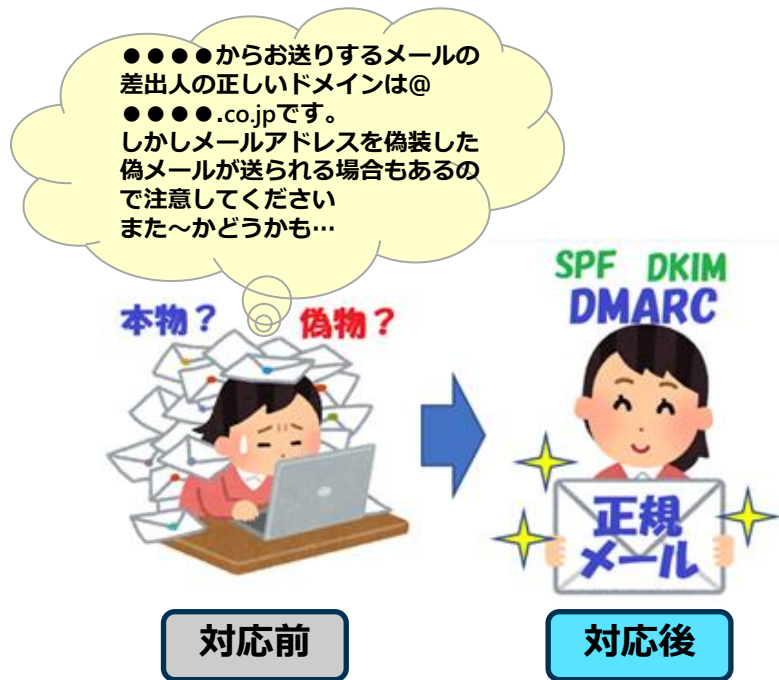 ●●●●からお送りするメールの
差出人の正しいドメインは@
●●●●.co.jpです。
しかしメールアドレスを偽装した
偽メールが送られる場合もあるの
で注意してください
また～かどうかも…
本物？ 偽物？
SPF DKIM
DMARC
正規
メール
対応前
対応後